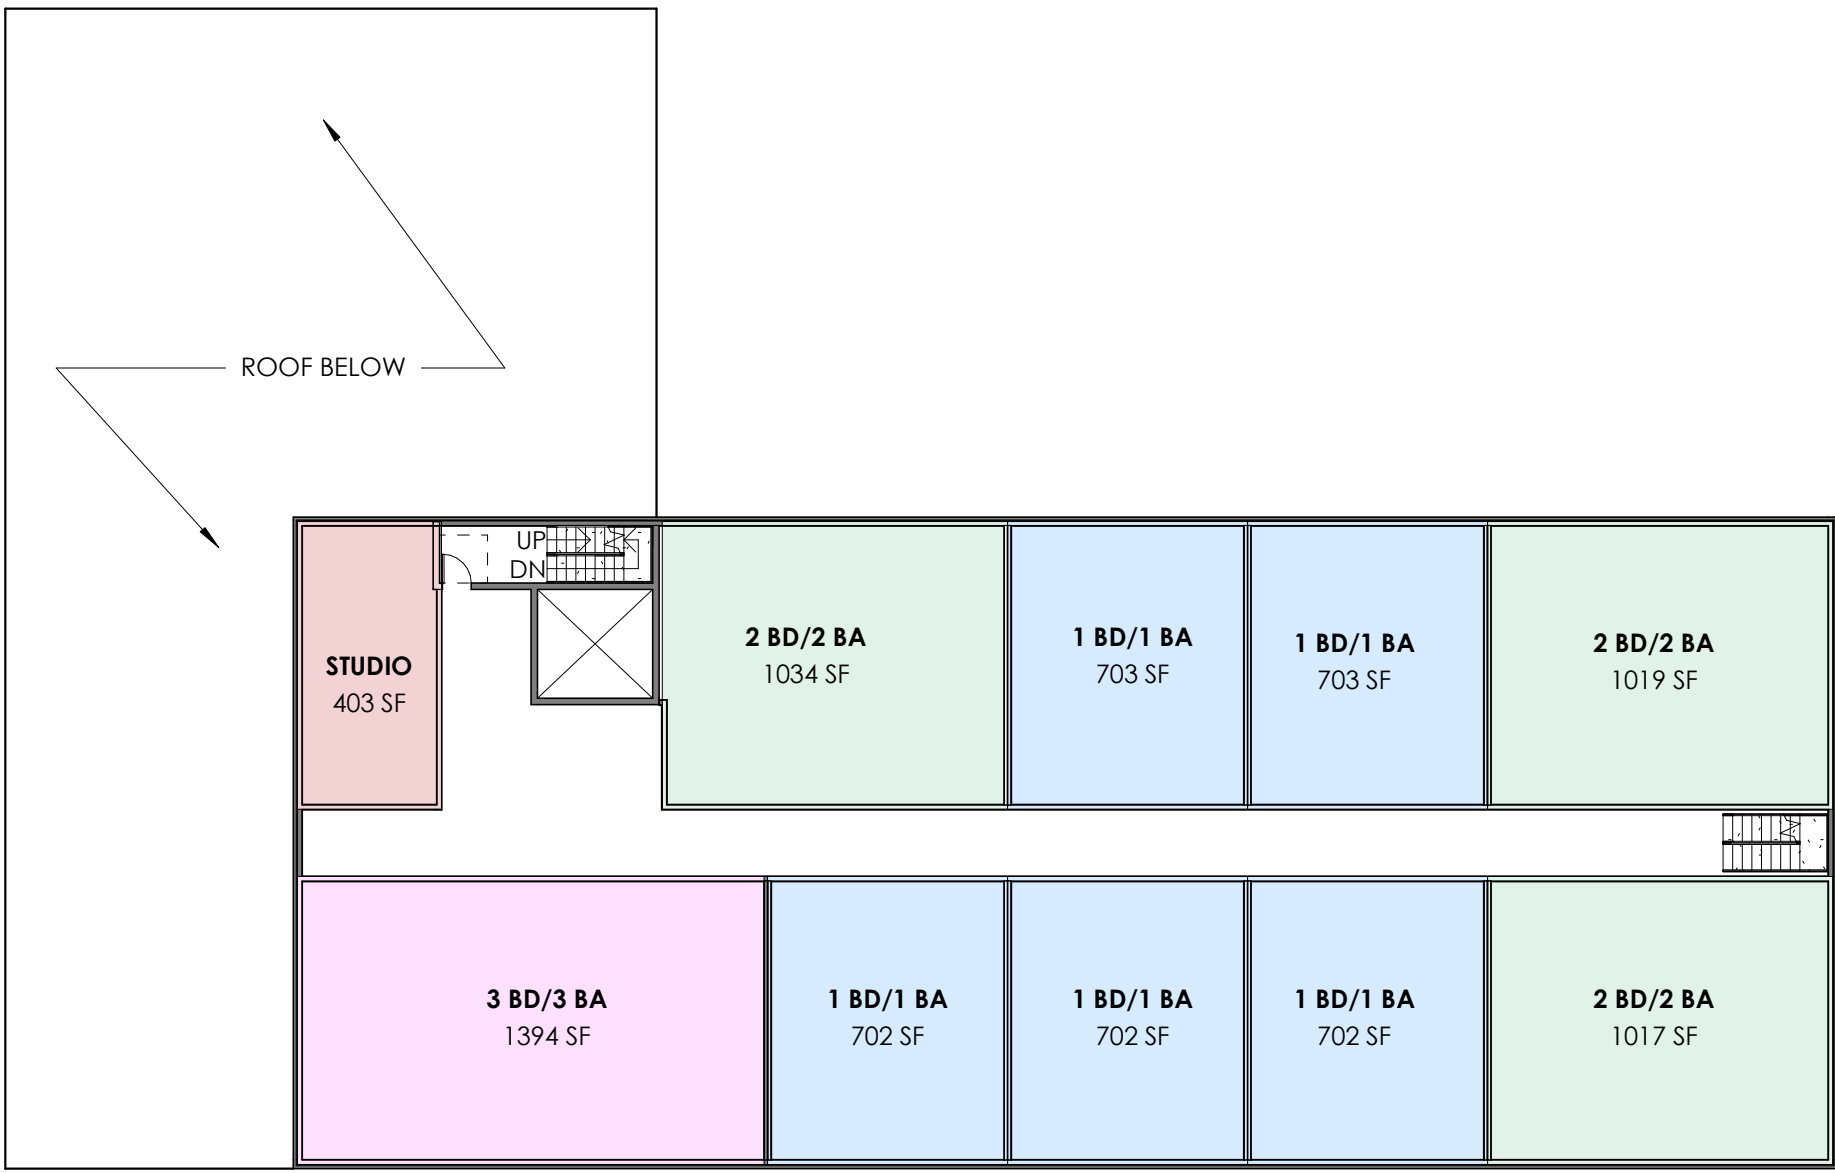 ROOF BELOW
UP
DN
STUDIO
403 SF
2 BD/2 BA
1034 SF
1 BD/1 BA
703 SF
1 BD/1 BA
703 SF
2 BD/2 BA
1019 SF
3 BD/3 BA
1394 SF
1 BD/1 BA
702 SF
1 BD/1 BA
702 SF
1 BD/1 BA
702 SF
2 BD/2 BA
1017 SF